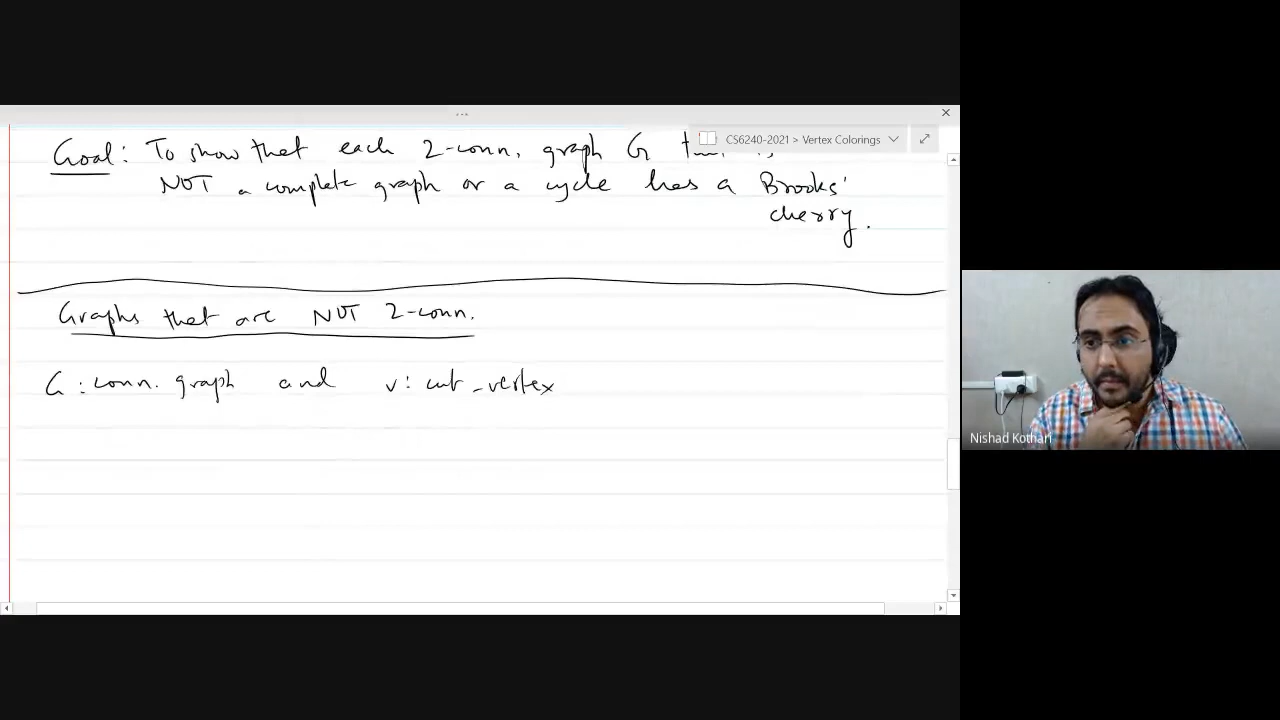 CS6240-2021 > Vertex Colorings
Goal: To show that each 2-conn. graph G
NOT a complete graph or a cycle has a Brooks'
cherry.
Graphs that are NOT 2-conn.
G: conn. graph and v: cut-vertex
Nishad Kothari